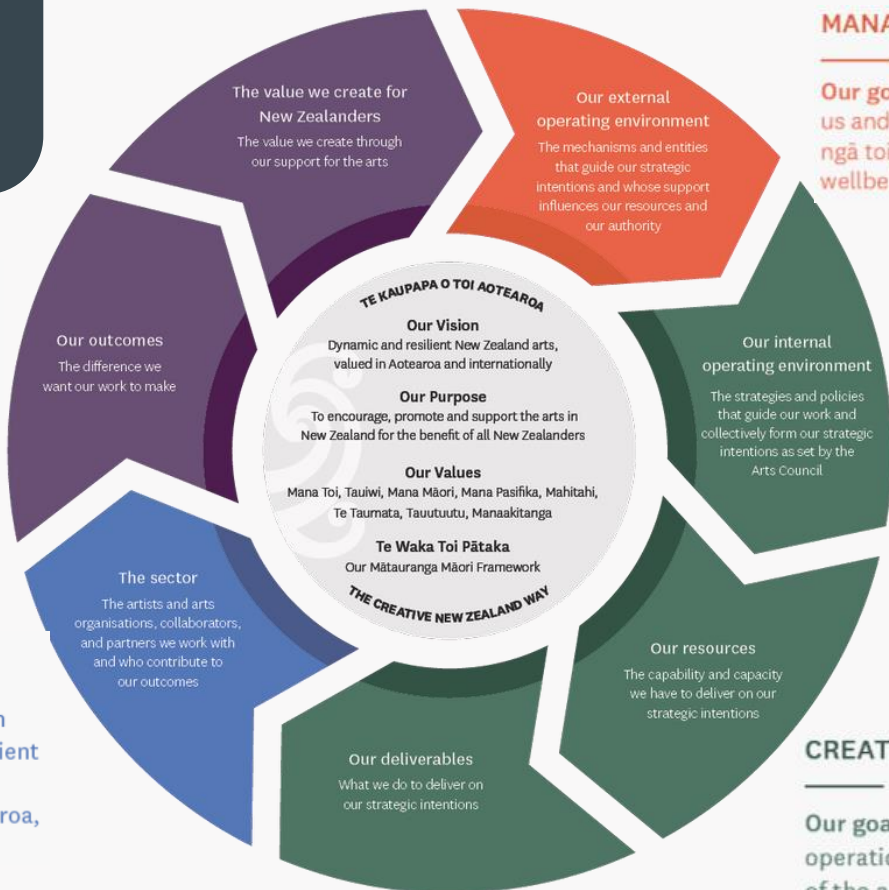 The value we create for
New Zealanders
The value we create through
our support for the arts
Our external
operating environment
The mechanisms and entities
that guide our strategic
intentions and whose support
influences our resources and
our authority
Our internal
operating environment
The strategies and policies
that guide our work and
collectively form our strategic
intentions as set by the
Arts Council
Our resources
The capability and capacity
we have to deliver on our
strategic intentions
Our deliverables
What we do to deliver on
our strategic intentions
The sector
The artists and arts
organisations, collaborators,
and partners we work with
and who contribute to
our outcomes
Our outcomes
The difference we
want our work to make
TE KAUPAPA O TOI AOTEAROA
Our Vision
Dynamic and resilient New Zealand arts,
valued in Aotearoa and internationally
Our Purpose
To encourage, promote and support the arts in
New Zealand for the benefit of all New Zealanders
Our Values
Mana Toi, Tauiwi, Mana Māori, Mana Pasifika, Mahitahi,
Te Taumata, Tauutuutu, Manaakitanga
Te Waka Toi Pātaka
Our Mātauranga Māori Framework
THE CREATIVE NEW ZEALAND WAY
MANA
Our go
us and
ngā toi
wellbe
CREAT
Our goa
operatio
ient
roa,